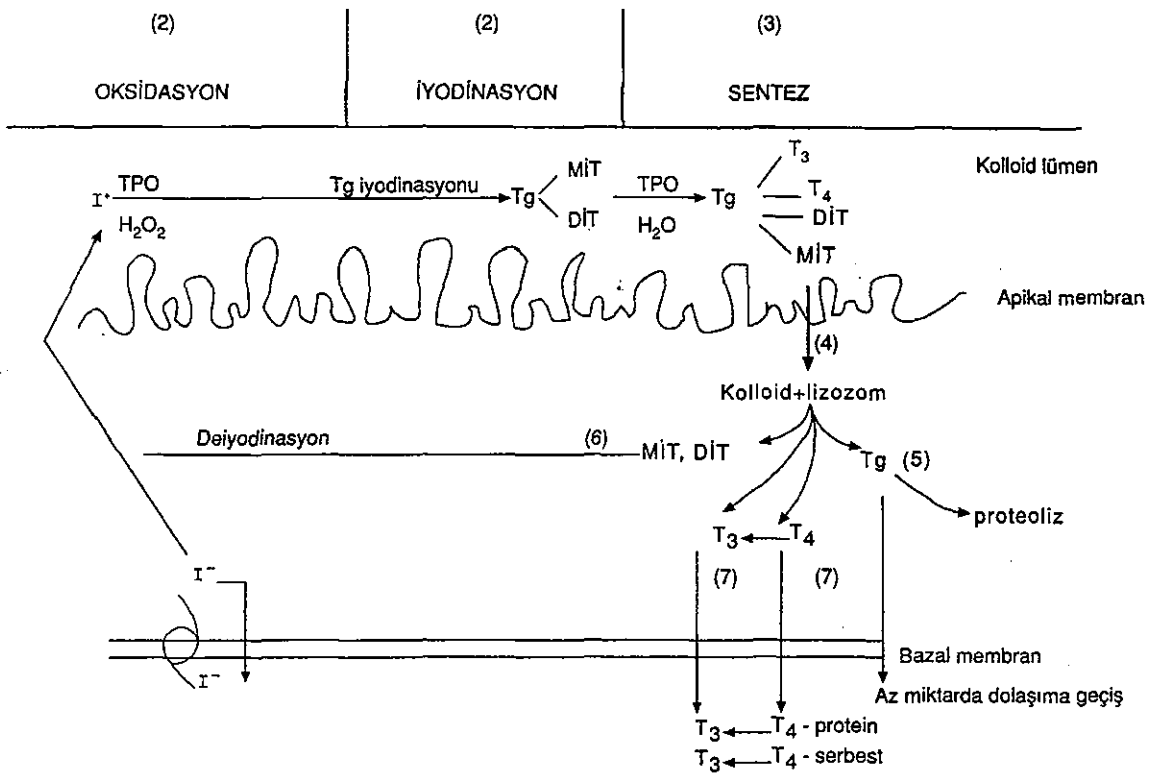 (2) (2) (3)
OKSİDASYON İYODİNASYON SENTEZ
Kolloid lümen
I⁺ TPO H₂O₂ Tg iyodinasyonu Tg MİT DİT TPO H₂O Tg T₃ T₄ DİT MİT
Apikal membran
(4)
Kolloid+lizozom
Deiyodinasyon (6) MİT, DİT Tg (5)
proteoliz
T₃ T₄
(7) (7)
I⁻
Bazal membran
I⁻
Az miktarda dolaşıma geçiş
T₃ T₄ - protein
T₃ T₄ - serbest